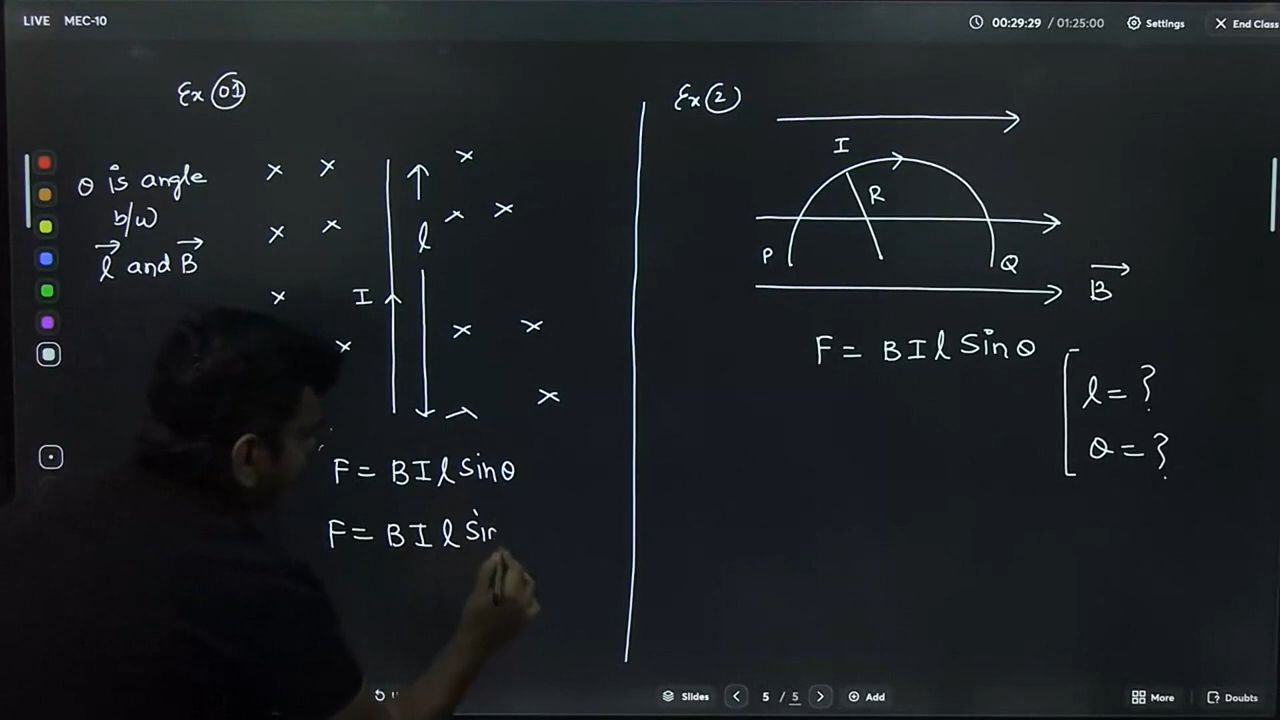 LIVE MEC-10
00:29:29 / 01:25:00 Settings End Class
Ex 01
θ is angle
b/w
l and B
I
l
F = BIl Sinθ
F = BIl Sin
Ex 2
I
R
P
Q
B
F = BIl Sinθ
l = ?
θ = ?
Slides 5 / 5 Add
More Doubts